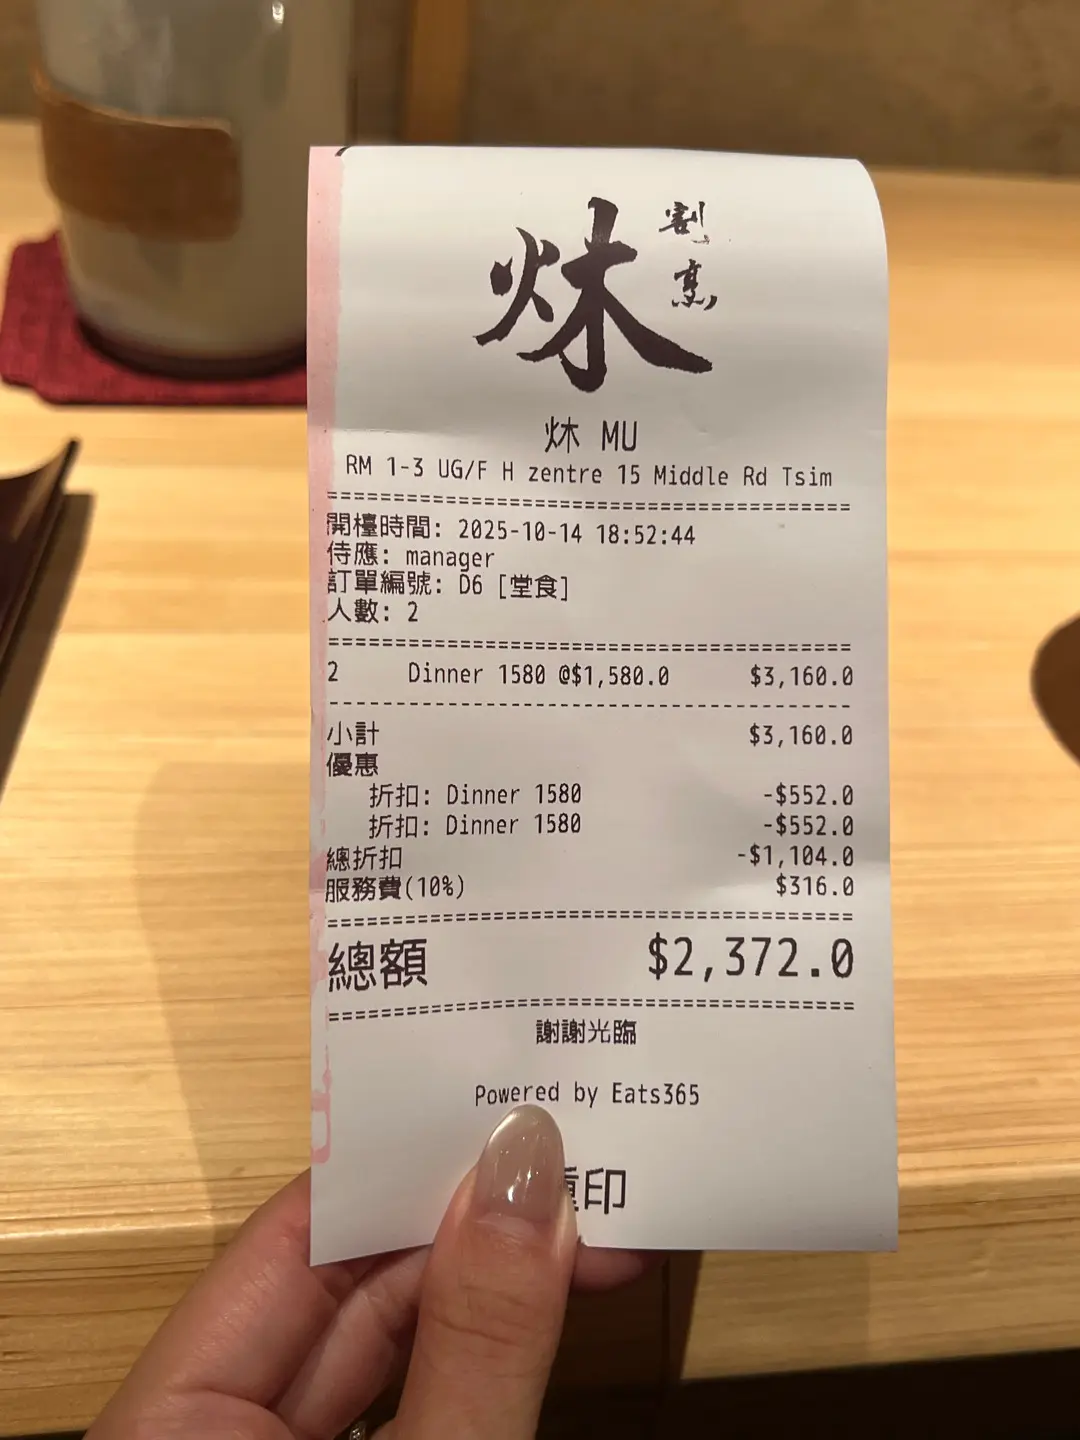 割烹
㶬
㶬 MU
RM 1-3 UG/F H zentre 15 Middle Rd Tsim
開檯時間: 2025-10-14 18:52:44
侍應: manager
訂單編號: D6 [堂食]
人數: 2
2 Dinner 1580 @$1,580.0 $3,160.0
小計 $3,160.0
優惠
折扣: Dinner 1580 -$552.0
折扣: Dinner 1580 -$552.0
總折扣 -$1,104.0
服務費(10%) $316.0
總額 $2,372.0
謝謝光臨
Powered by Eats365
重印